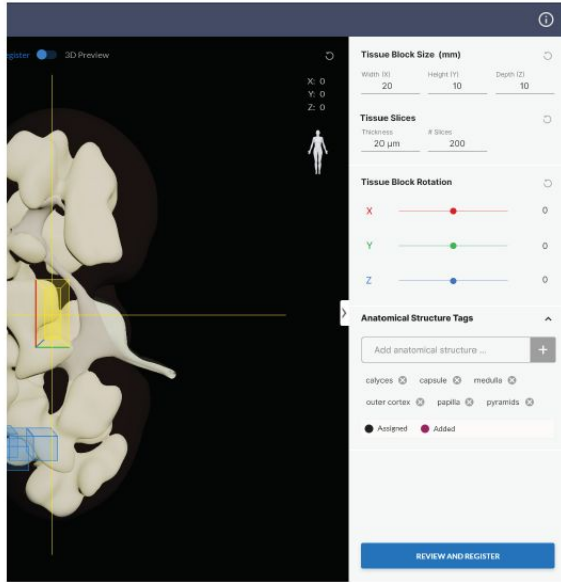 egister 3D Preview
X: 0
Y: 0
Z: 0
Tissue Block Size (mm)
Width (X) Height (Y) Depth (Z)
20 10 10
Tissue Slices
Thickness # Slices
20 μm 200
Tissue Block Rotation
X 0
Y 0
Z 0
Anatomical Structure Tags
Add anatomical structure ... +
calyces capsule medulla
outer cortex papilla pyramids
Assigned Added
REVIEW AND REGISTER